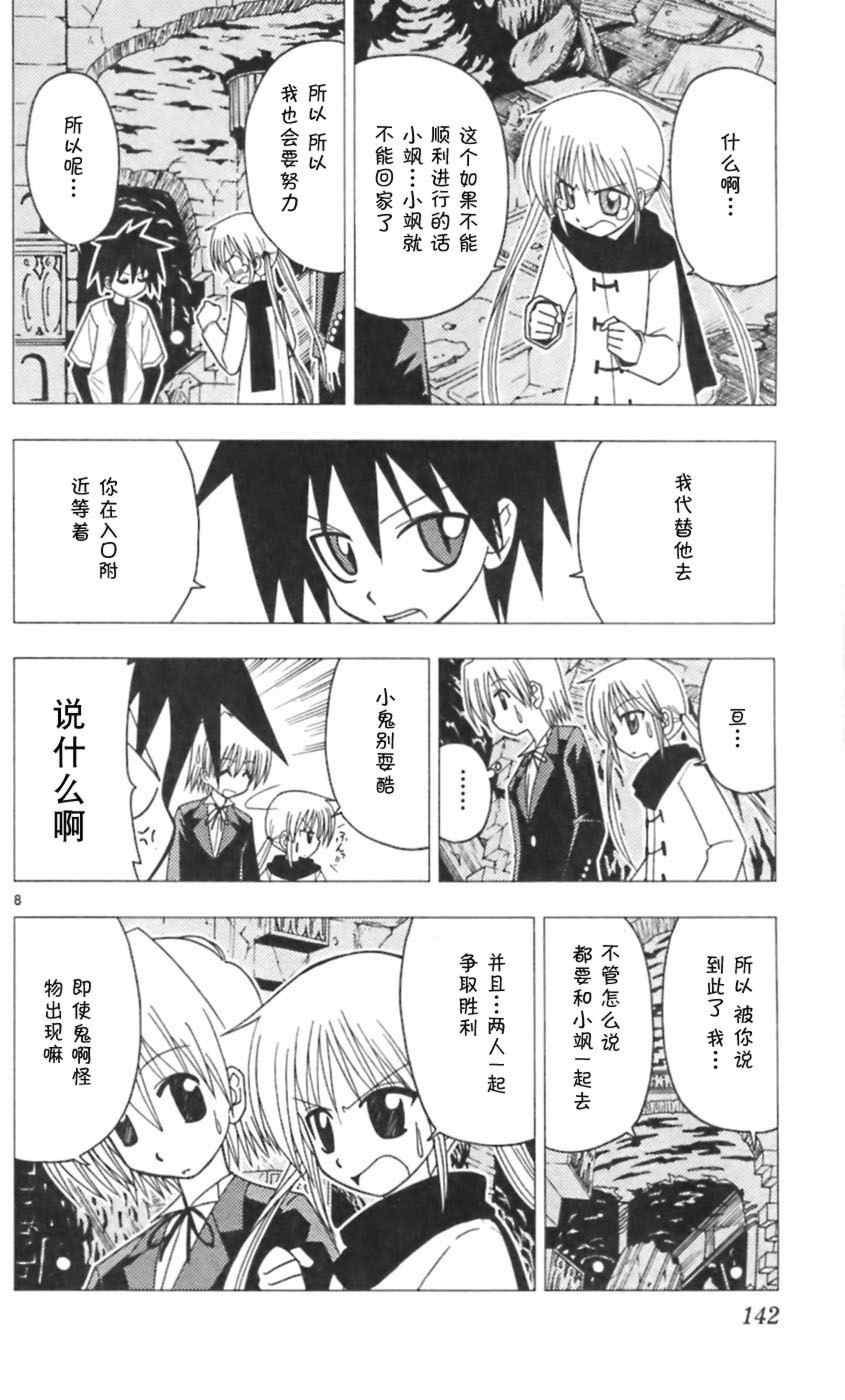 什么啊…
这个如果不能
顺利进行的话
小飒…小飒就
不能回家了
所以 所以
我也会要努力
所以呢…
我代替他去
你在入口附
近等着
亘…
……
小鬼别耍酷
ぷんっ
说什么啊
所以 被你说
到此了 我…
不管怎么说
都要和小飒一起去
并且…两人一起
争取胜利
即使鬼啊怪
物出现嘛
8
142